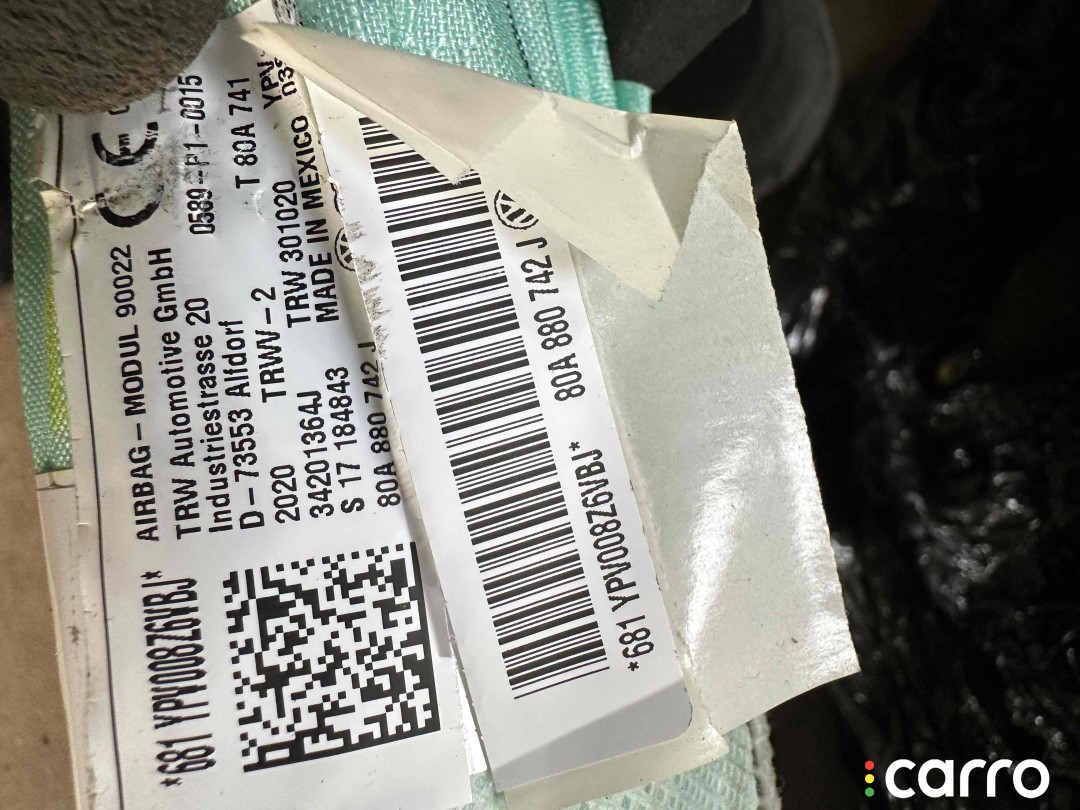 AIRBAG-MODUL 90022
TRW Automotive GmbH
Industriestrasse 20
0589-P1-0015
D-73553 Alfdorf
T 80A 741
2020 TRWV-2
34201364J TRW 301020 YPV
S 17 184843 MADE IN MEXICO
80A 880 742 J
*681 YPV008Z6VBJ*
80A 880 742 J
*681 YPV008Z6VBJ*
carro